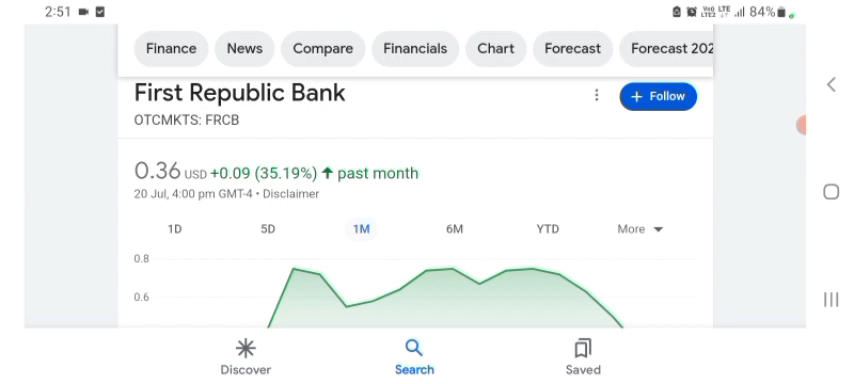 2:51 LTE2 LTE 84%
Finance News Compare Financials Chart Forecast Forecast 202
First Republic Bank
+ Follow
OTCMKTS: FRCB
0.36 USD +0.09 (35.19%) ↑ past month
20 Jul, 4:00 pm GMT-4 • Disclaimer
1D 5D 1M 6M YTD More
0.8
0.6
Discover Search Saved